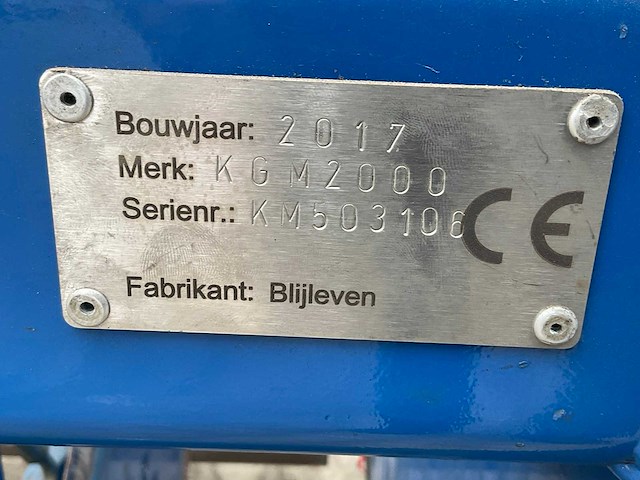 Bouwjaar: 2017
Merk: KGM2000
Serienr.: KM503106 CE
Fabrikant: Blijleven